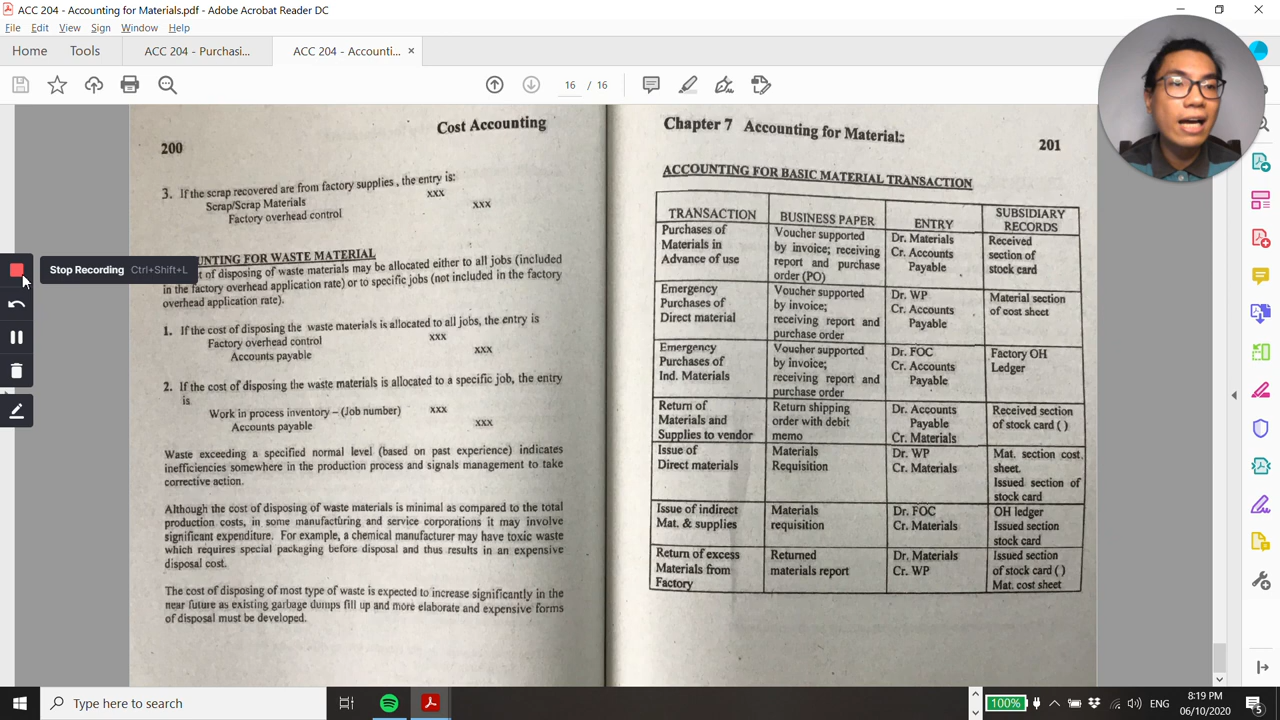 ACC 204 - Accounting for Materials.pdf - Adobe Acrobat Reader DC
File Edit View Sign Window Help
Home Tools ACC 204 - Purchasi... ACC 204 - Accounti... ×
16 / 16
Cost Accounting
200
3. If the scrap recovered are from factory supplies , the entry is:
Scrap/Scrap Materials xxx
Factory overhead control xxx
UNTING FOR WASTE MATERIAL
t of disposing of waste materials may be allocated either to all jobs (included
in the factory overhead application rate) or to specific jobs (not included in the factory
overhead application rate).
1. If the cost of disposing the waste materials is allocated to all jobs, the entry is
Factory overhead control xxx
Accounts payable xxx
2. If the cost of disposing the waste materials is allocated to a specific job, the entry
is
Work in process inventory – (Job number) xxx
Accounts payable xxx
Waste exceeding a specified normal level (based on past experience) indicates
inefficiencies somewhere in the production process and signals management to take
corrective action.
Although the cost of disposing of waste materials is minimal as compared to the total
production costs, in some manufacturing and service corporations it may involve
significant expenditure. For example, a chemical manufacturer may have toxic waste
which requires special packaging before disposal and thus results in an expensive
disposal cost.
The cost of disposing of most type of waste is expected to increase significantly in the
near future as existing garbage dumps fill up and more elaborate and expensive forms
of disposal must be developed.
Stop Recording Ctrl+Shift+L
Chapter 7 Accounting for Materials
201
ACCOUNTING FOR BASIC MATERIAL TRANSACTION
TRANSACTION BUSINESS PAPER ENTRY SUBSIDIARY
RECORDS
Purchases of Voucher supported Dr. Materials Received
Materials in by invoice; receiving Cr. Accounts section of
Advance of use report and purchase Payable stock card
order (PO)
Emergency Voucher supported Dr. WP Material section
Purchases of by invoice; Cr. Accounts of cost sheet
Direct material receiving report and Payable
purchase order
Emergency Voucher supported Dr. FOC Factory OH
Purchases of by invoice; Cr. Accounts Ledger
Ind. Materials receiving report and Payable
purchase order
Return of Return shipping Dr. Accounts Received section
Materials and order with debit Payable of stock card ( )
Supplies to vendor memo Cr. Materials
Issue of Materials Dr. WP Mat. section cost
Direct materials Requisition Cr. Materials sheet.
Issued section of
stock card
Issue of indirect Materials Dr. FOC OH ledger
Mat. & supplies requisition Cr. Materials Issued section
stock card
Return of excess Returned Dr. Materials Issued section
Materials from materials report Cr. WP of stock card ( )
Factory Mat. cost sheet
Type here to search
100%
ENG
8:19 PM
06/10/2020
5